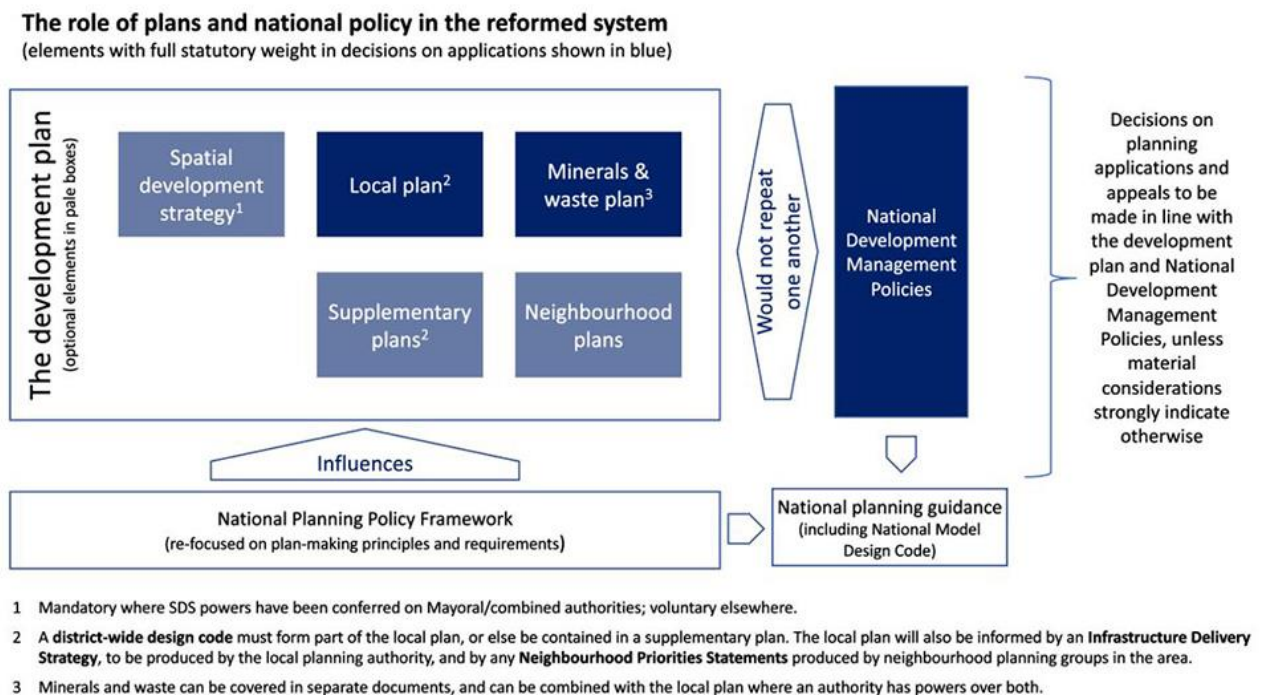 The role of plans and national policy in the reformed system
(elements with full statutory weight in decisions on applications shown in blue)
The development plan
(optional elements in pale boxes)
Spatial
development
strategy¹
Local plan²
Minerals &
waste plan³
Supplementary
plans²
Neighbourhood
plans
Would not repeat
one another
National
Development
Management
Policies
Decisions on
planning
applications and
appeals to be
made in line with
the development
plan and National
Development
Management
Policies, unless
material
considerations
strongly indicate
otherwise
Influences
National Planning Policy Framework
(re-focused on plan-making principles and requirements)
National planning guidance
(including National Model
Design Code)
1 Mandatory where SDS powers have been conferred on Mayoral/combined authorities; voluntary elsewhere.
2 A district-wide design code must form part of the local plan, or else be contained in a supplementary plan. The local plan will also be informed by an Infrastructure Delivery
Strategy, to be produced by the local planning authority, and by any Neighbourhood Priorities Statements produced by neighbourhood planning groups in the area.
3 Minerals and waste can be covered in separate documents, and can be combined with the local plan where an authority has powers over both.